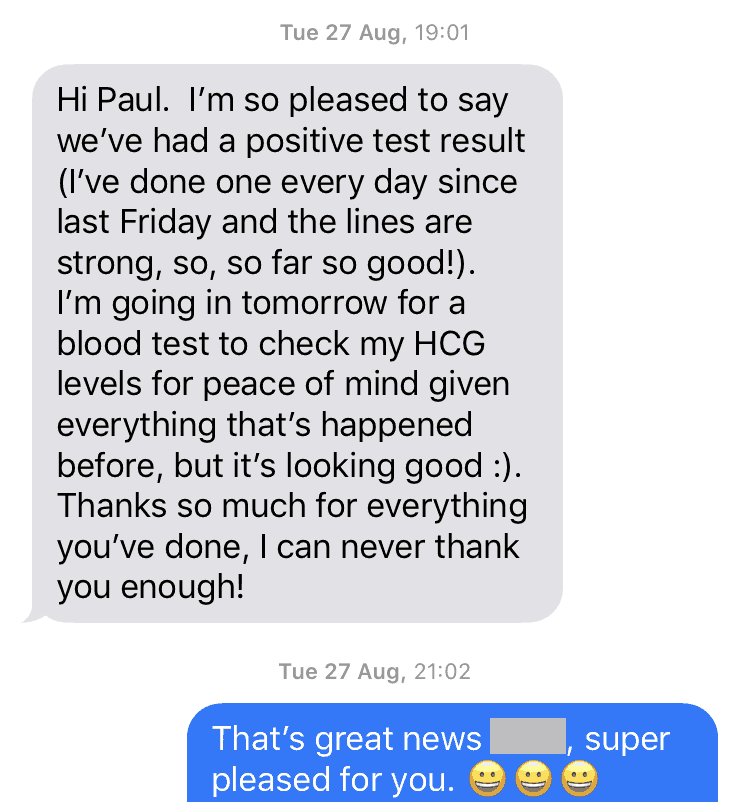 Tue 27 Aug, 19:01
Hi Paul.  I’m so pleased to say
we’ve had a positive test result
(I’ve done one every day since
last Friday and the lines are
strong, so, so far so good!).
I’m going in tomorrow for a
blood test to check my HCG
levels for peace of mind given
everything that’s happened
before, but it’s looking good :).
Thanks so much for everything
you’ve done, I can never thank
you enough!
Tue 27 Aug, 21:02
That’s great news , super
pleased for you. 😀 😀 😀